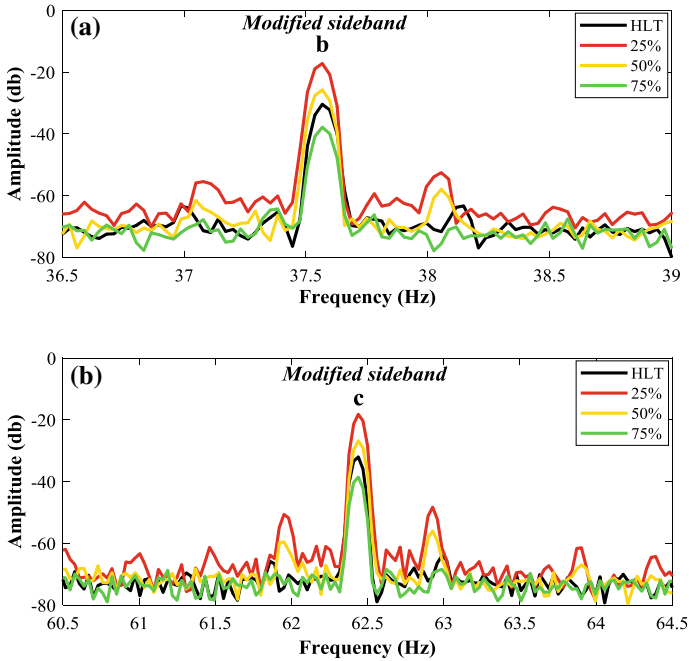 (a)
Modified sideband
b
HLT
25%
50%
75%
0
-20
-40
-60
-80
Amplitude (db)
36.5 37 37.5 38 38.5 39
Frequency (Hz)
(b)
Modified sideband
c
HLT
25%
50%
75%
0
-20
-40
-60
-80
Amplitude (db)
60.5 61 61.5 62 62.5 63 63.5 64 64.5
Frequency (Hz)